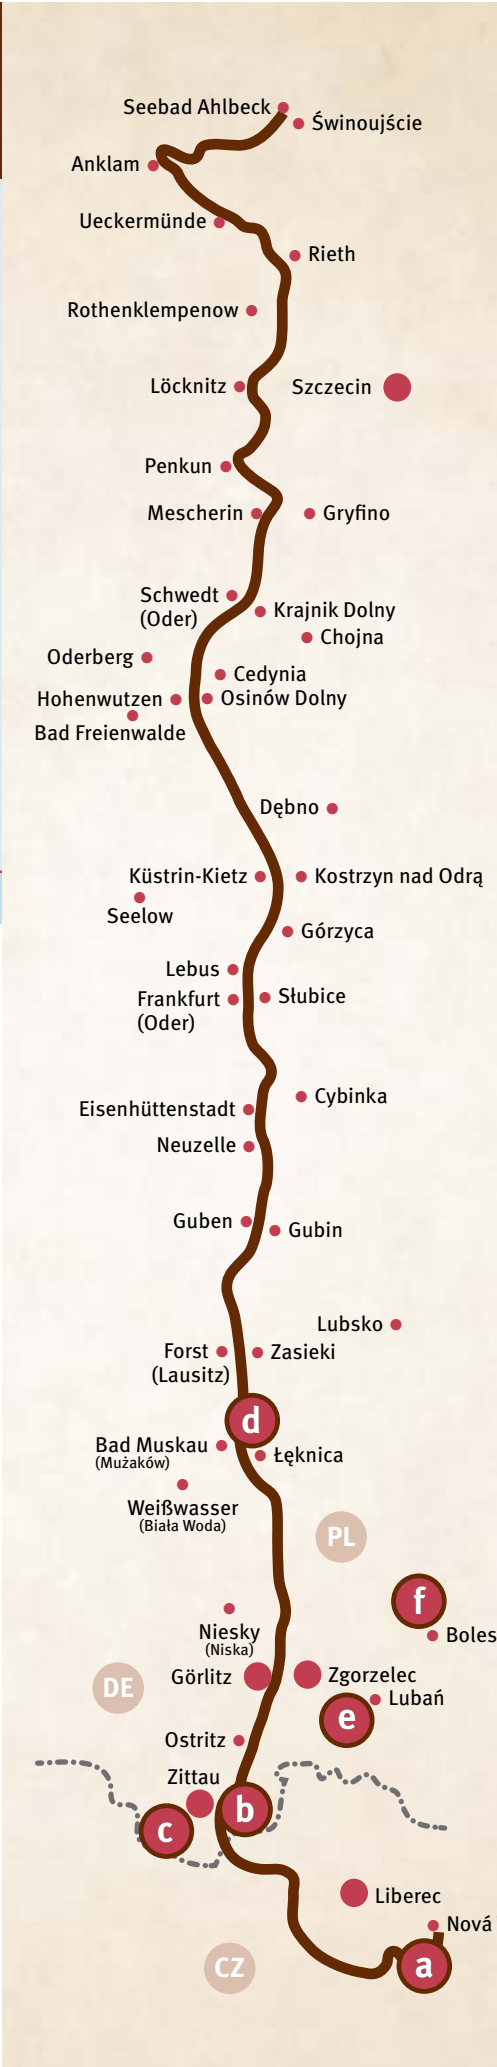 Seebad Ahlbeck
Świnoujście
Anklam
Ueckermünde
Rieth
Rothenklempenow
Löcknitz
Szczecin
Penkun
Mescherin
Gryfino
Schwedt
(Oder)
Krajnik Dolny
Chojna
Oderberg
Cedynia
Hohenwutzen
Osinów Dolny
Bad Freienwalde
Dębno
Küstrin-Kietz
Kostrzyn nad Odrą
Seelow
Górzyca
Lebus
Frankfurt
(Oder)
Słubice
Cybinka
Eisenhüttenstadt
Neuzelle
Guben
Gubin
Lubsko
Forst
(Lausitz)
Zasieki
d
Bad Muskau
(Mużaków)
Łęknica
Weißwasser
(Biała Woda)
PL
f
Boles
Niesky
(Niska)
Görlitz
Zgorzelec
DE
Lubań
e
Ostritz
Zittau
b
c
Liberec
Nová
CZ
a